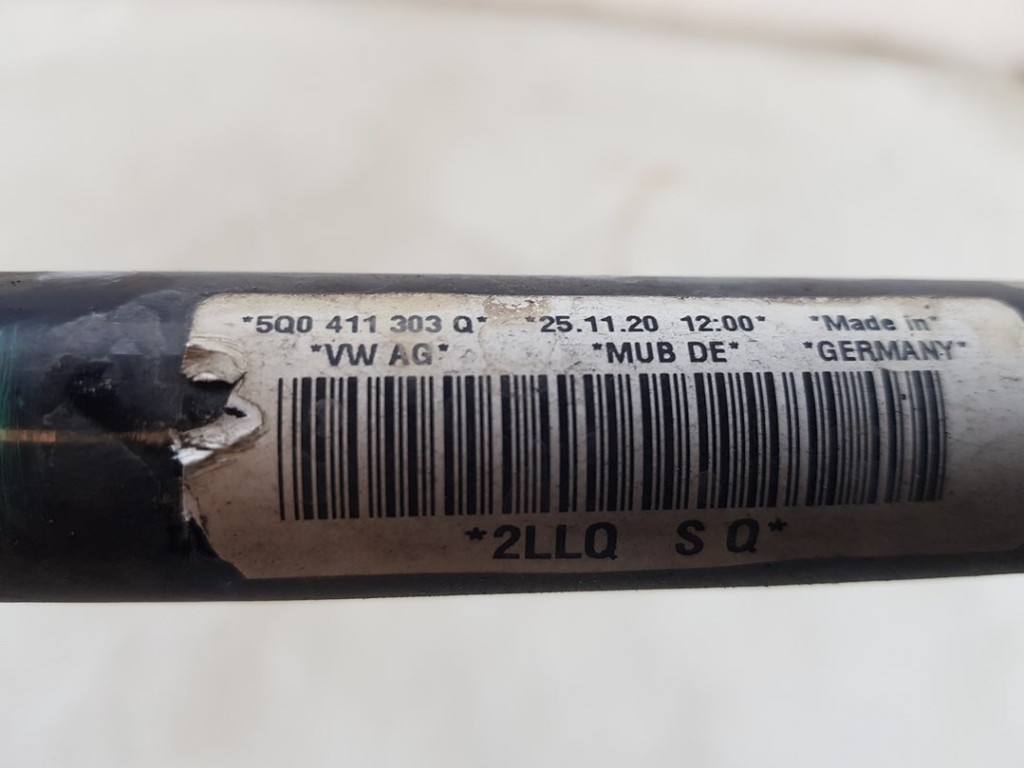 *5Q0 411 303 Q* *25.11.20 12:00* *Made in*
*VW AG* *MUB DE* *GERMANY*
*2LLQ S Q*